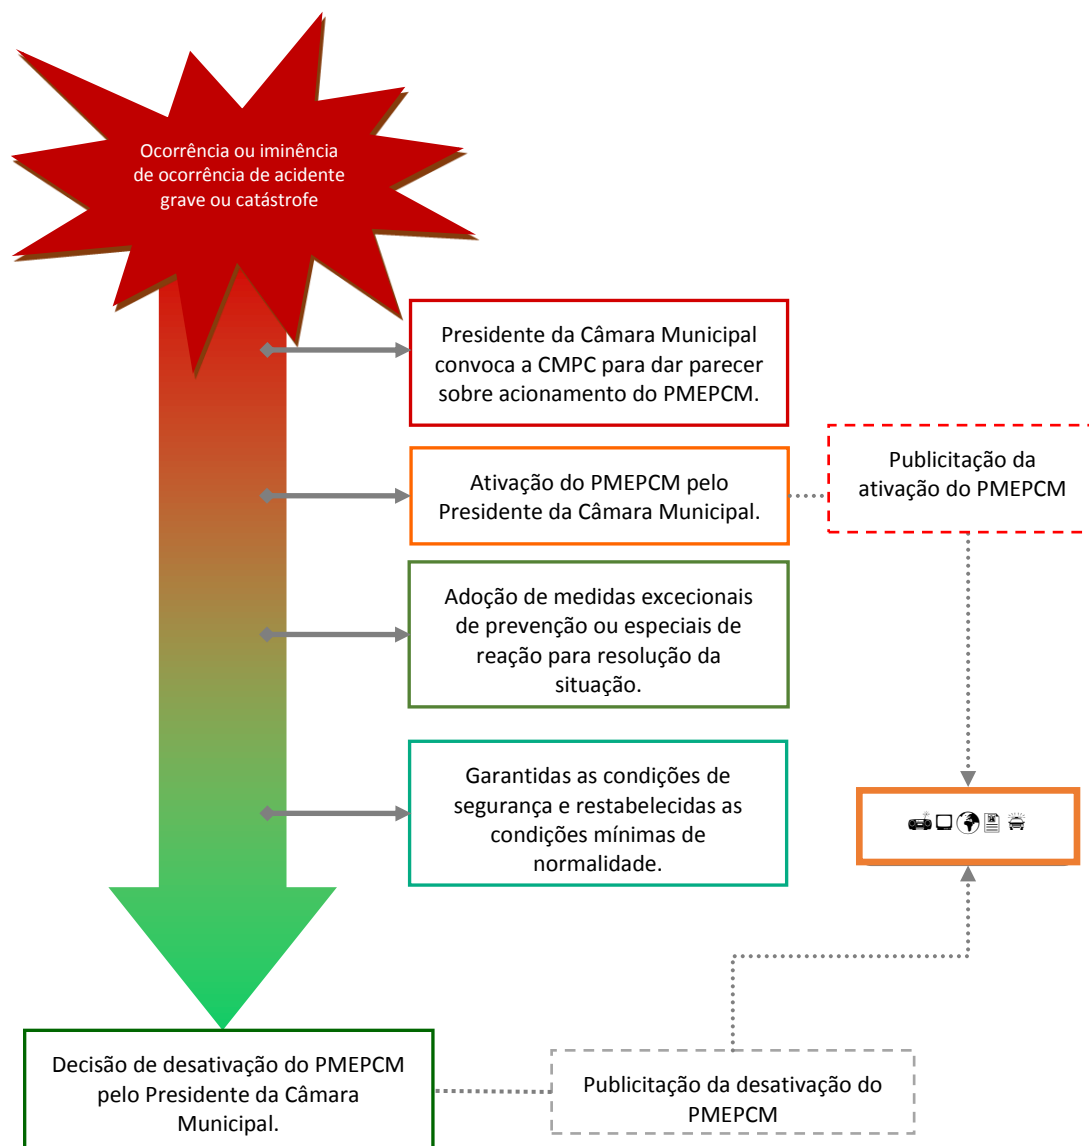 Ocorrência ou iminência
de ocorrência de acidente
grave ou catástrofe
Presidente da Câmara Municipal
convoca a CMPC para dar parecer
sobre acionamento do PMEPCM.
Ativação do PMEPCM pelo
Presidente da Câmara Municipal.
Publicitação da
ativação do PMEPCM
Adoção de medidas excecionais
de prevenção ou especiais de
reação para resolução da
situação.
Garantidas as condições de
segurança e restabelecidas as
condições mínimas de
normalidade.
Decisão de desativação do PMEPCM
pelo Presidente da Câmara
Municipal.
Publicitação da desativação do
PMEPCM